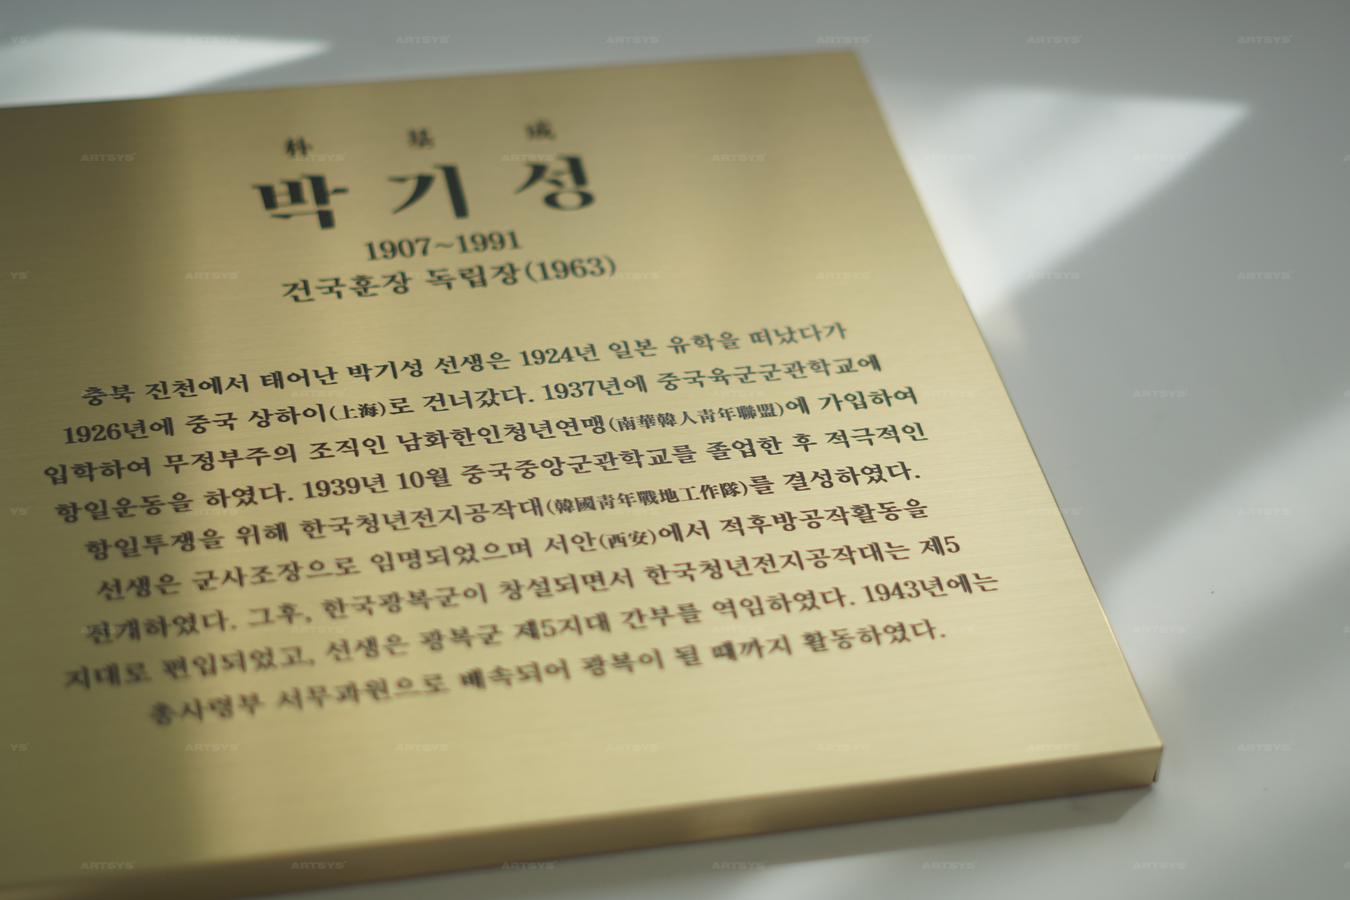 朴 基 成
박 기 성
1907~1991
건국훈장 독립장(1963)
충북 진천에서 태어난 박기성 선생은 1924년 일본 유학을 떠났다가
1926년에 중국 상하이(上海)로 건너갔다. 1937년에 중국육군군관학교에
입학하여 무정부주의 조직인 남화한인청년연맹(南華韓人靑年聯盟)에 가입하여
항일운동을 하였다. 1939년 10월 중국중앙군관학교를 졸업한 후 적극적인
항일투쟁을 위해 한국청년전지공작대(韓國靑年戰地工作隊)를 결성하였다.
선생은 군사조장으로 임명되었으며 서안(西安)에서 적후방공작활동을
전개하였다. 그후, 한국광복군이 창설되면서 한국청년전지공작대는 제5
지대로 편입되었고, 선생은 광복군 제5지대 간부를 역임하였다. 1943년에는
총사령부 서무과원으로 배속되어 광복이 될 때까지 활동하였다.
ARTSYS